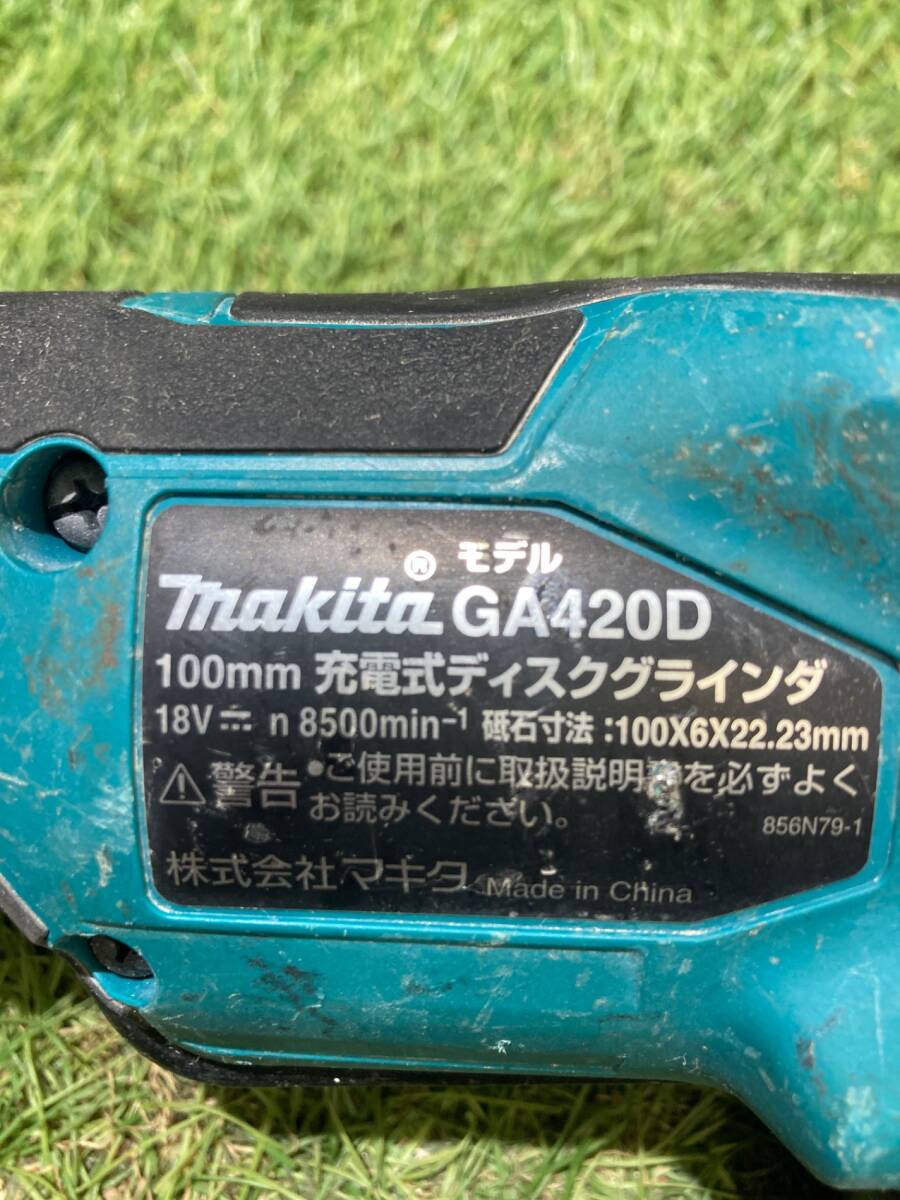 ® モデル
makita GA420D
100mm 充電式ディスクグラインダ
18V⎓ n 8500min⁻¹ 砥石寸法:100X6X22.23mm
⚠警告 ●ご使用前に取扱説明書を必ずよく
お読みください。
856N79-1
株式会社マキタ Made in China